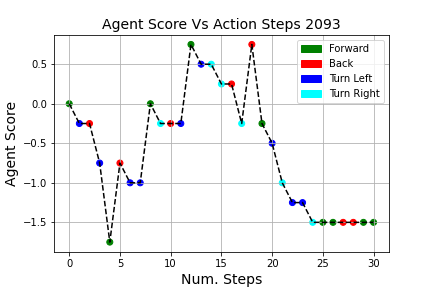 Agent Score Vs Action Steps 2093
Forward
Back
Turn Left
Turn Right
Agent Score
0.5
0.0
−0.5
−1.0
−1.5
0 5 10 15 20 25 30
Num. Steps